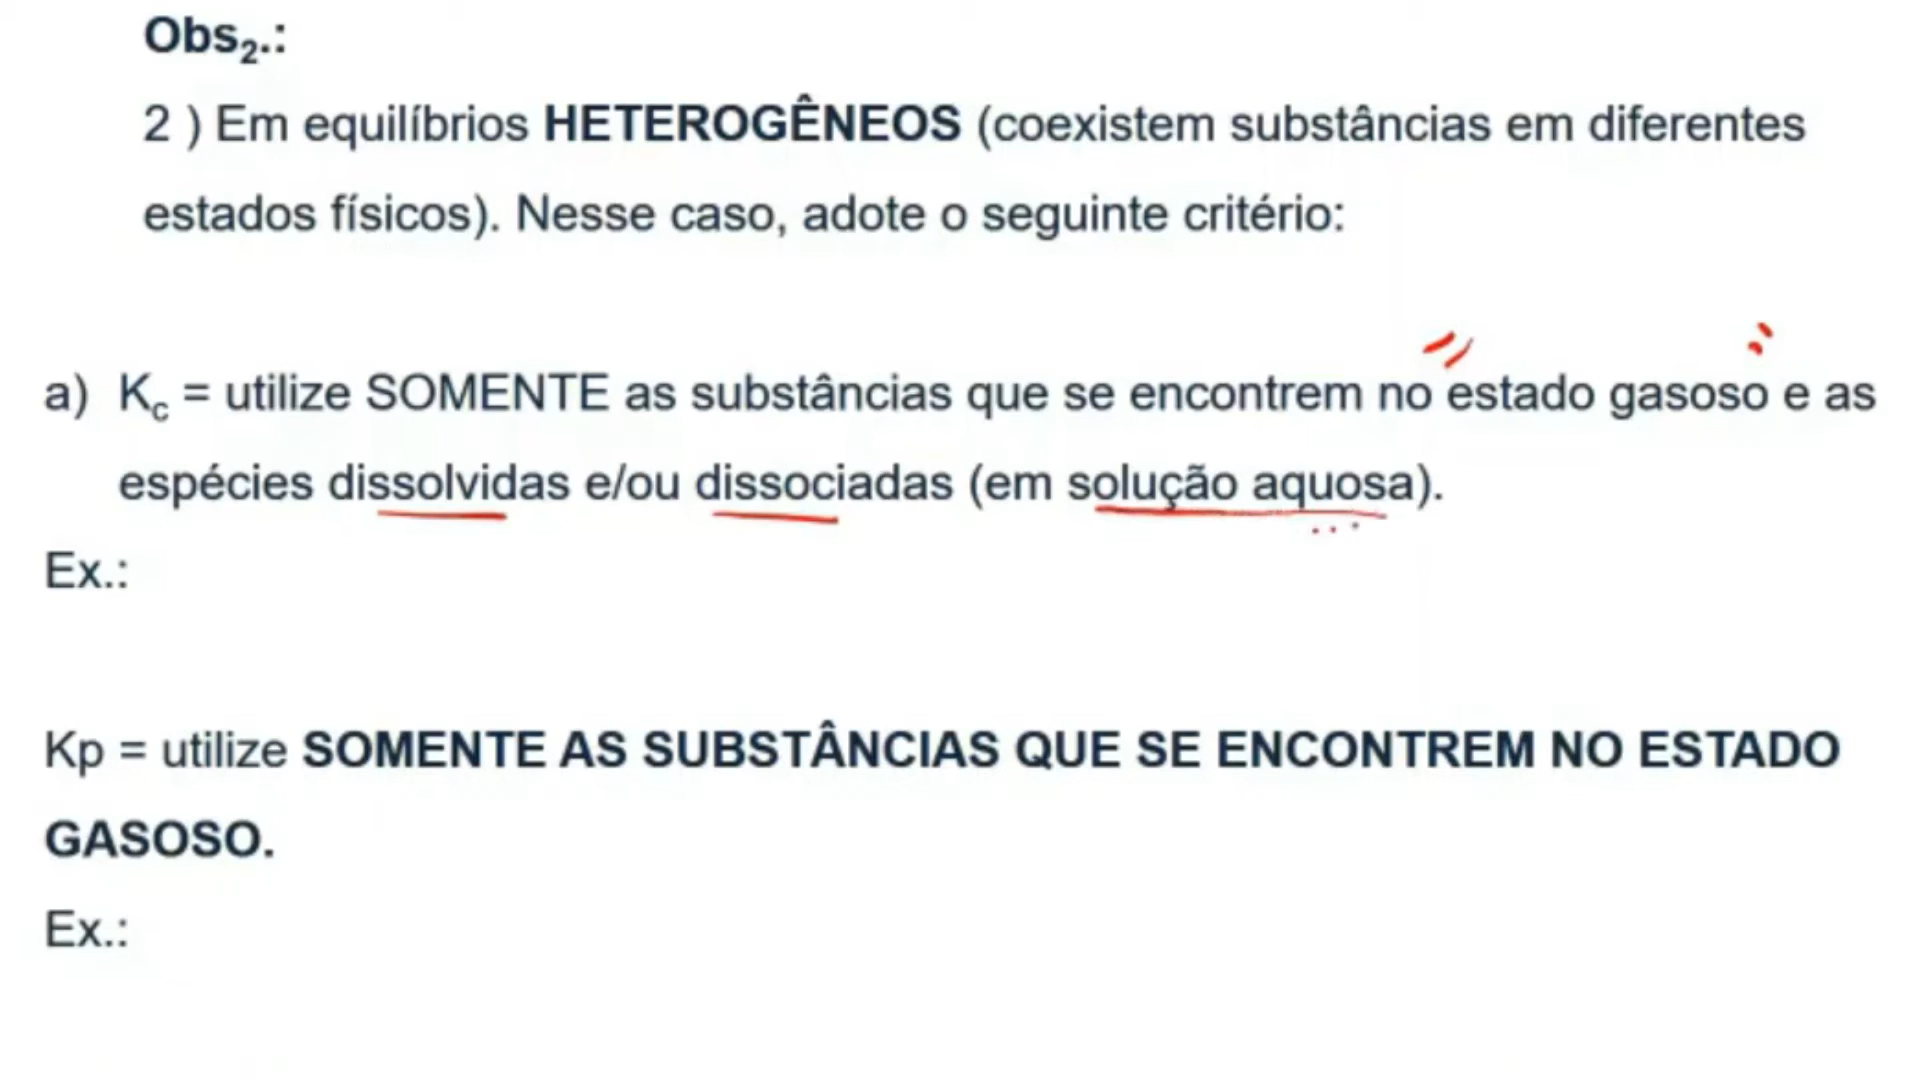 Obs₂.:
2 ) Em equilíbrios HETEROGÊNEOS (coexistem substâncias em diferentes
estados físicos). Nesse caso, adote o seguinte critério:
a) Kc = utilize SOMENTE as substâncias que se encontrem no estado gasoso e as
espécies dissolvidas e/ou dissociadas (em solução aquosa).
Ex.:
Kp = utilize SOMENTE AS SUBSTÂNCIAS QUE SE ENCONTREM NO ESTADO
GASOSO.
Ex.: